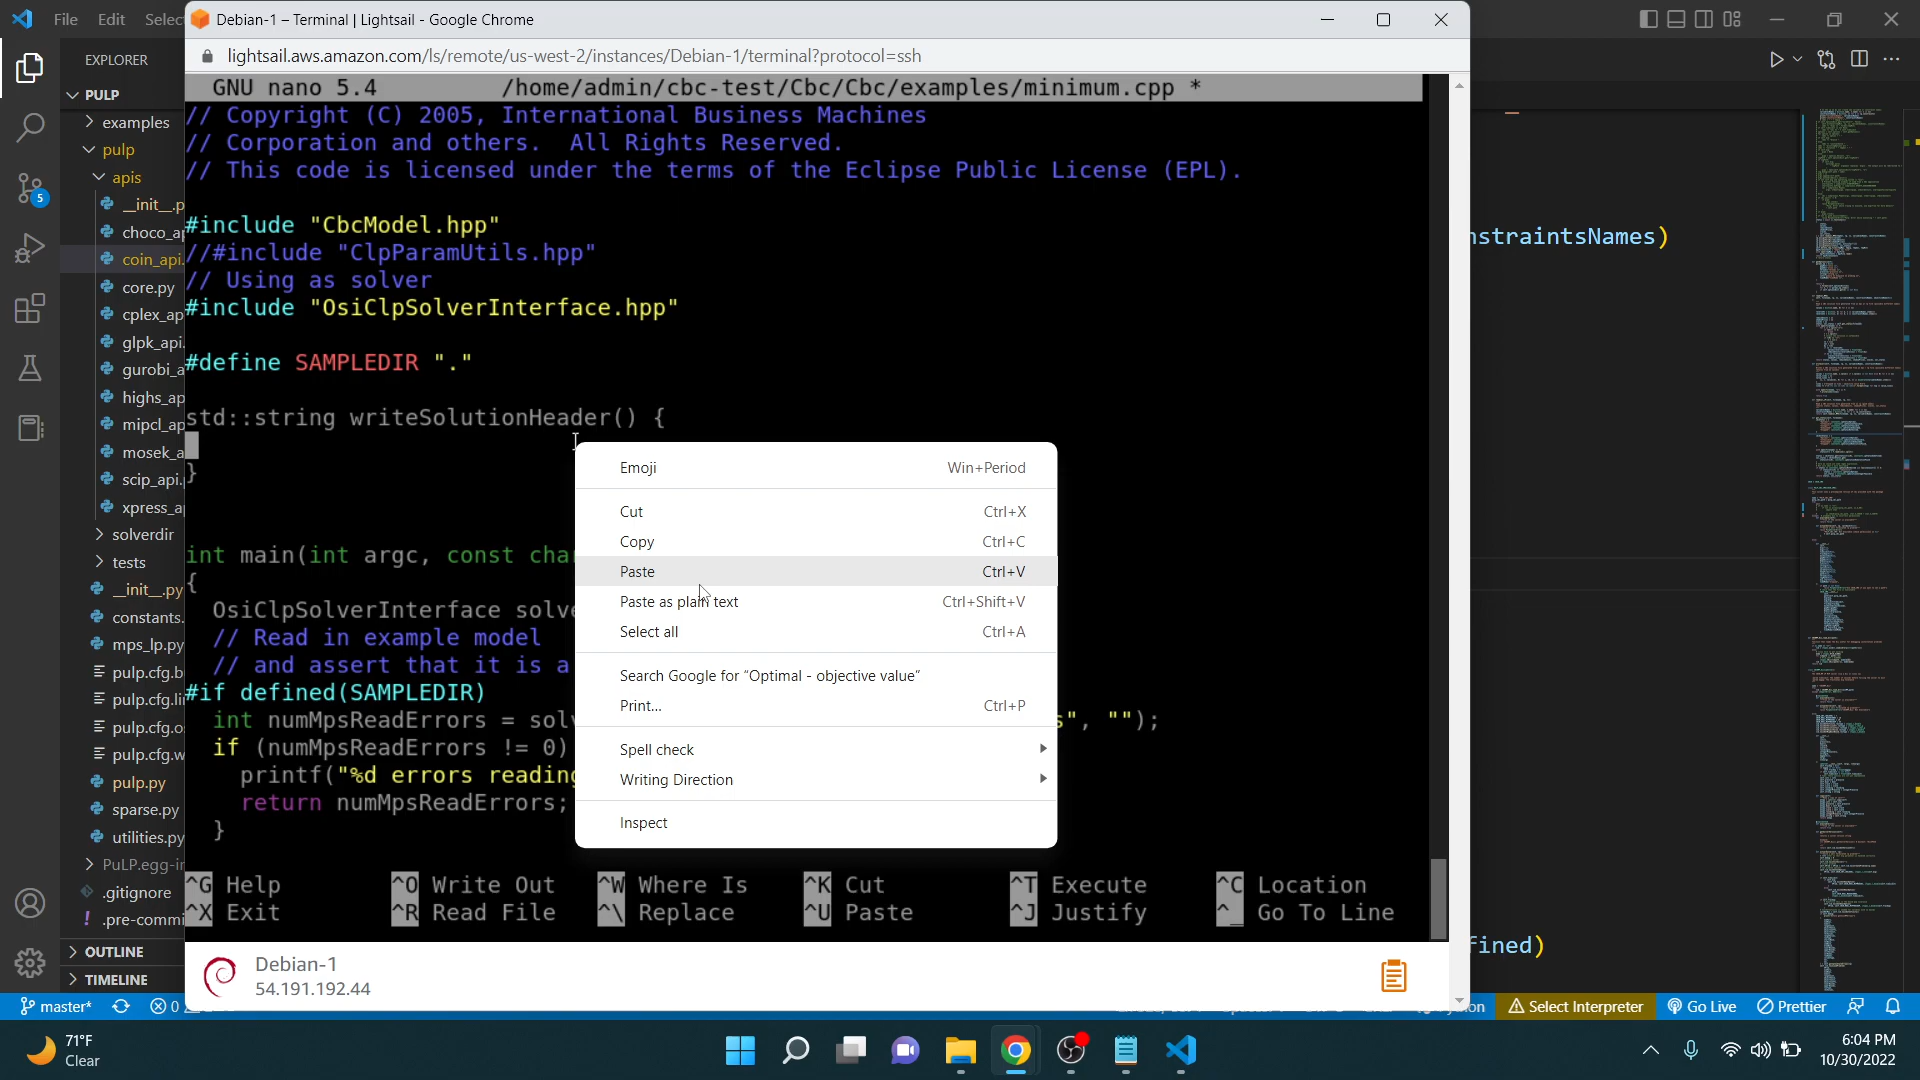 File Edit Selec
Debian-1 – Terminal | Lightsail - Google Chrome
lightsail.aws.amazon.com/ls/remote/us-west-2/instances/Debian-1/terminal?protocol=ssh
EXPLORER
PULP
examples
pulp
apis
__init__.p
choco_ap
coin_api.
core.py
cplex_ap
glpk_api.
gurobi_a
highs_ap
mipcl_ap
mosek_a
scip_api.
xpress_ap
solverdir
tests
__init__.py
constants.
mps_lp.py
pulp.cfg.b
pulp.cfg.li
pulp.cfg.o
pulp.cfg.w
pulp.py
sparse.py
utilities.py
PuLP.egg-in
.gitignore
.pre-commi
OUTLINE
TIMELINE
5
GNU nano 5.4 /home/admin/cbc-test/Cbc/Cbc/examples/minimum.cpp *
// Copyright (C) 2005, International Business Machines
// Corporation and others.  All Rights Reserved.
// This code is licensed under the terms of the Eclipse Public License (EPL).
#include "CbcModel.hpp"
//#include "ClpParamUtils.hpp"
// Using as solver
#include "OsiClpSolverInterface.hpp"
#define SAMPLEDIR "."
std::string writeSolutionHeader() {
}
int main(int argc, const char
{
OsiClpSolverInterface solve
// Read in example model
// and assert that it is a
#if defined(SAMPLEDIR)
int numMpsReadErrors = solv s", "");
if (numMpsReadErrors != 0)
printf("%d errors reading
return numMpsReadErrors;
}
^G Help ^O Write Out ^W Where Is ^K Cut ^T Execute ^C Location
^X Exit ^R Read File ^\ Replace ^U Paste ^J Justify ^_ Go To Line
Emoji Win+Period
Cut Ctrl+X
Copy Ctrl+C
Paste Ctrl+V
Paste as plain text Ctrl+Shift+V
Select all Ctrl+A
Search Google for “Optimal - objective value”
Print... Ctrl+P
Spell check
Writing Direction
Inspect
Debian-1
54.191.192.44
nstraintsNames)
fined)
master* 0
Select Interpreter Go Live Prettier
71°F
Clear
6:04 PM
10/30/2022